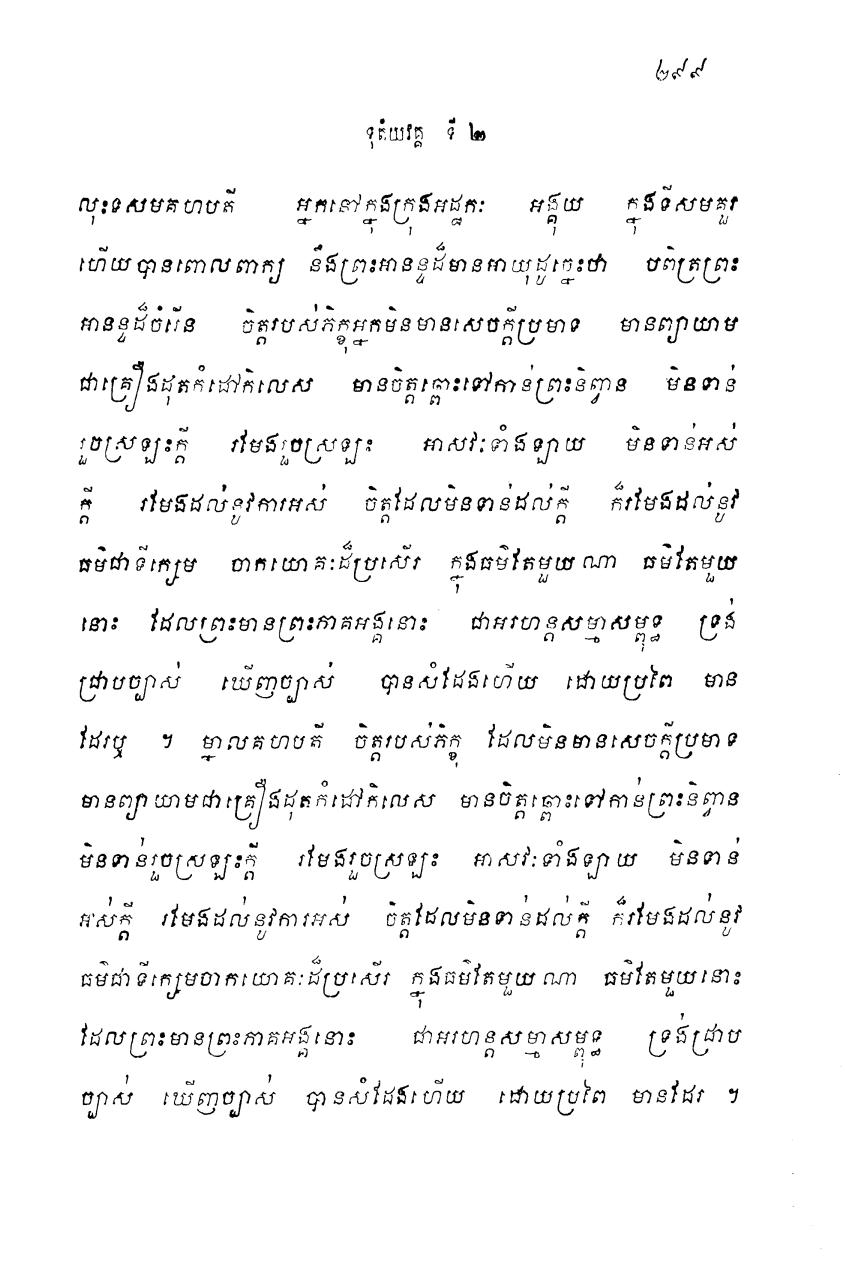 ២៩៩
ទុតិយវគ្គ ទី ២
លុះទសមគហបតី អ្នកនៅក្នុងក្រុងអដ្ឋកៈ អង្គុយ ក្នុងទីសមគួរ
ហើយបានពោលពាក្យ នឹងព្រះអានន្ទដ៏មានអាយុដូច្នេះថា បពិត្រព្រះ
អានន្ទដ៏ចំរើន ចិត្តរបស់ភិក្ខុអ្នកមិនមានសេចក្តីប្រមាទ មានព្យាយាម
ជាគ្រឿងដុតកំដៅកិលេស មានចិត្តឆ្ពោះទៅកាន់ព្រះនិព្វាន មិនទាន់
រួចស្រឡះក្តី រមែងរួចស្រឡះ អាសវៈទាំងឡាយ មិនទាន់អស់
ក្តី រមែងដល់នូវការអស់ ចិត្តដែលមិនទាន់ដល់ក្តី ក៏រមែងដល់នូវ
ធម៌ជាទីក្សេម ចាកយោគៈដ៏ប្រសើរ ក្នុងធម៌តែមួយណា ធម៌តែមួយ
នោះ ដែលព្រះមានព្រះភាគអង្គនោះ ជាអរហន្តសម្មាសម្ពុទ្ធ ទ្រង់
ជ្រាបច្បាស់ ឃើញច្បាស់ បានសំដែងហើយ ដោយប្រពៃ មាន
ដែរឬ ។ ម្នាលគហបតី ចិត្តរបស់ភិក្ខុ ដែលមិនមានសេចក្តីប្រមាទ
មានព្យាយាមជាគ្រឿងដុតកំដៅកិលេស មានចិត្តឆ្ពោះទៅកាន់ព្រះនិព្វាន
មិនទាន់រួចស្រឡះក្តី រមែងរួចស្រឡះ អាសវៈទាំងឡាយ មិនទាន់
អស់ក្តី រមែងដល់នូវការអស់ ចិត្តដែលមិនទាន់ដល់ក្តី ក៏រមែងដល់នូវ
ធម៌ជាទីក្សេមចាកយោគៈដ៏ប្រសើរ ក្នុងធម៌តែមួយណា ធម៌តែមួយនោះ
ដែលព្រះមានព្រះភាគអង្គនោះ ជាអរហន្តសម្មាសម្ពុទ្ធ ទ្រង់ជ្រាប
ច្បាស់ ឃើញច្បាស់ បានសំដែងហើយ ដោយប្រពៃ មានដែរ ។